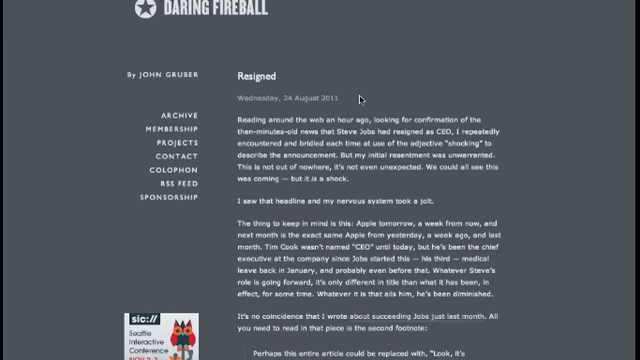 DARING FIREBALL
By JOHN GRUBER
ARCHIVE
MEMBERSHIP
PROJECTS
CONTACT
COLOPHON
RSS FEED
SPONSORSHIP
Resigned
Wednesday, 24 August 2011
Reading around the web an hour ago, looking for confirmation of the
then-minutes-old news that Steve Jobs had resigned as CEO, I repeatedly
encountered and bridled each time at use of the adjective “shocking” to
describe the announcement. But my initial resentment was unwarranted.
This is not out of nowhere, it’s not even unexpected. We could all see this
was coming — but it is a shock.
I saw that headline and my nervous system took a jolt.
The thing to keep in mind is this: Apple tomorrow, a week from now, and
next month is the exact same Apple from yesterday, a week ago, and last
month. Tim Cook wasn’t named “CEO” until today, but he’s been the chief
executive at the company since Jobs started this — his third — medical
leave back in January, and probably even before that. Whatever Steve’s
role is going forward, it’s only different in title than what it has been, in
effect, for some time. Whatever it is that ails him, he’s been diminished.
It’s no coincidence that I wrote about succeeding Jobs just last month. All
you need to read in that piece is the second footnote:
Perhaps this entire article could be replaced with, “Look, it’s
sic://
Seattle
Interactive
Conference
NOV 2-3